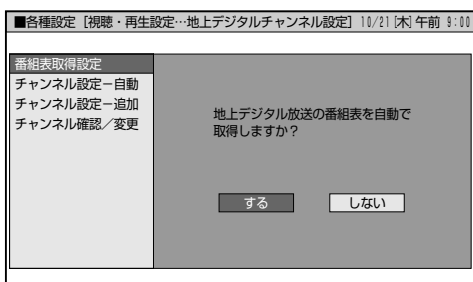 ■各種設定［視聴・再生設定…地上デジタルチャンネル設定］10/21［木］午前 9:00
番組表取得設定
チャンネル設定－自動
チャンネル設定－追加
チャンネル確認／変更
地上デジタル放送の番組表を自動で
取得しますか？
する しない